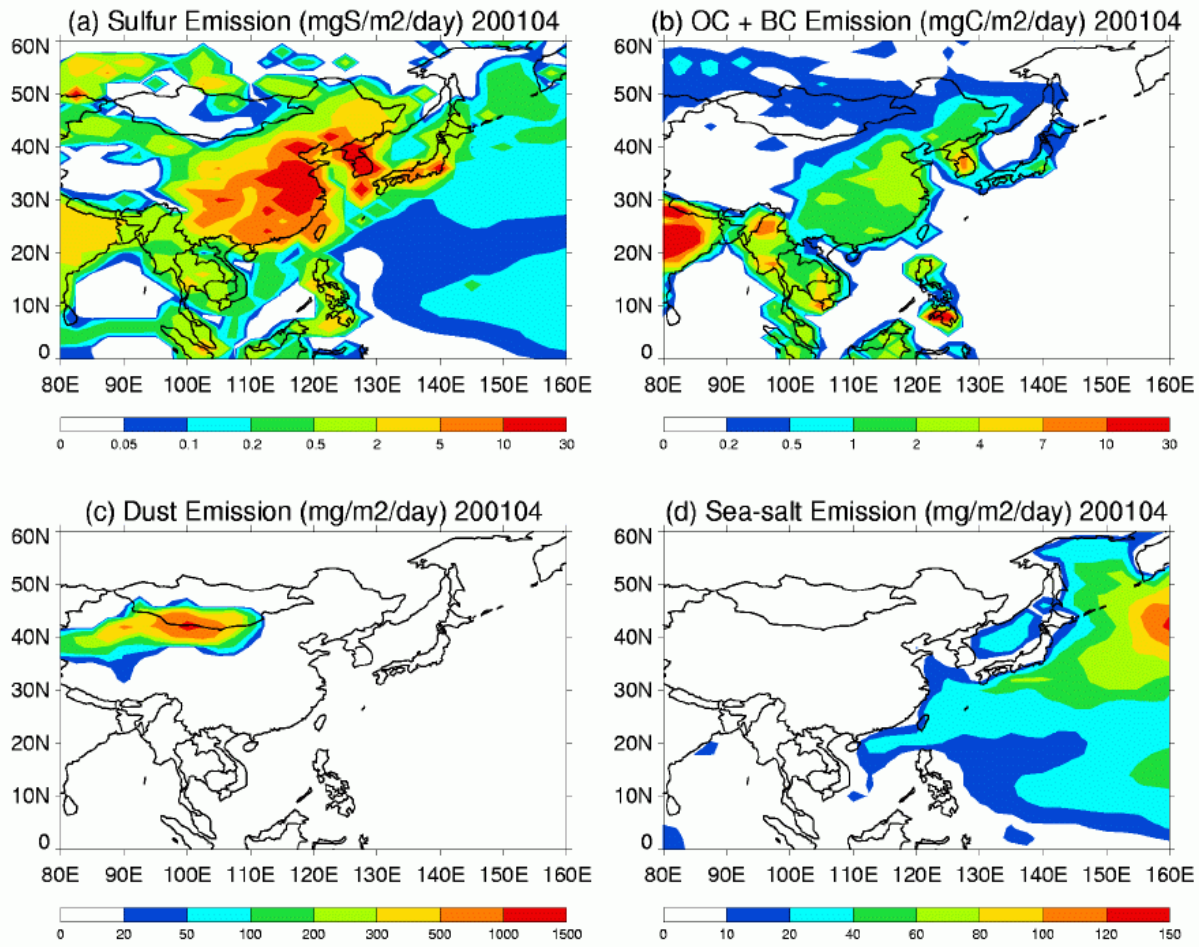 (a) Sulfur Emission (mgS/m2/day) 200104
(b) OC + BC Emission (mgC/m2/day) 200104
60N
50N
40N
30N
20N
10N
0
80E 90E 100E 110E 120E 130E 140E 150E 160E
0 0.05 0.1 0.2 0.5 2 5 10 30
60N
50N
40N
30N
20N
10N
0
80E 90E 100E 110E 120E 130E 140E 150E 160E
0 0.2 0.5 1 2 4 7 10 30
(c) Dust Emission (mg/m2/day) 200104
(d) Sea-salt Emission (mg/m2/day) 200104
60N
50N
40N
30N
20N
10N
0
80E 90E 100E 110E 120E 130E 140E 150E 160E
0 20 50 100 200 300 500 1000 1500
60N
50N
40N
30N
20N
10N
0
80E 90E 100E 110E 120E 130E 140E 150E 160E
0 10 20 40 60 80 100 120 150